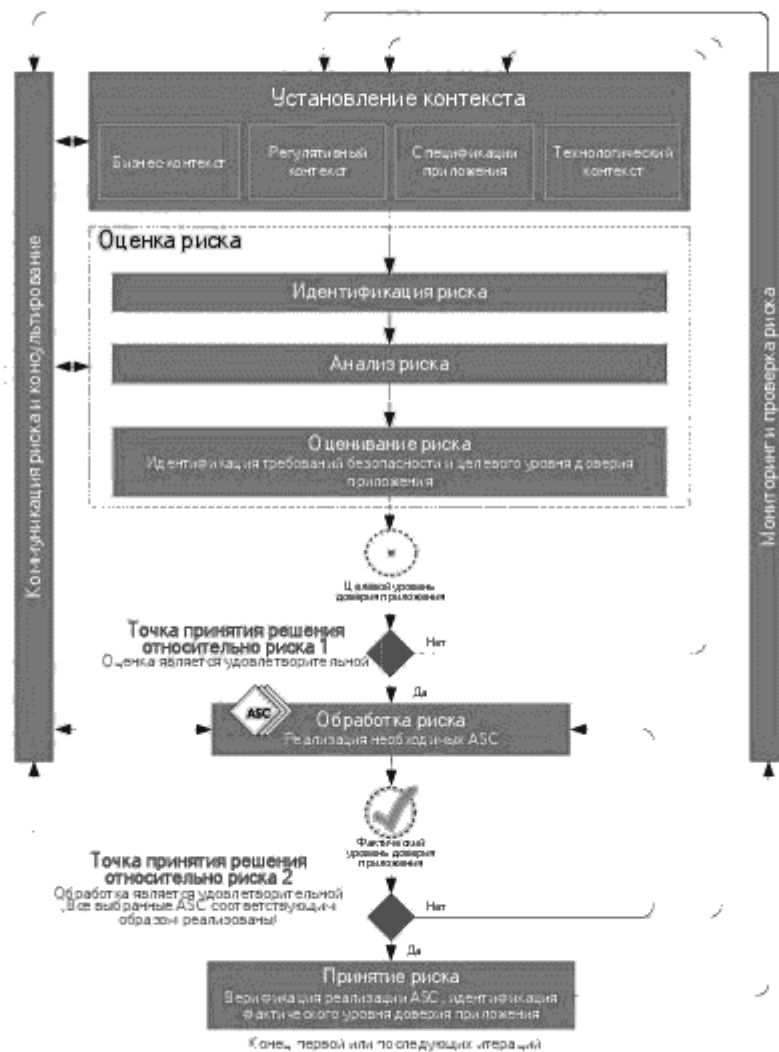 Установление контекста
Бизнес-контекст
Регулятивный
контекст
Спецификации
приложения
Технологический
контекст
Коммуникация риска и консультирование
Мониторинг и проверка риска
Оценка риска
Идентификация риска
Анализ риска
Оценивание риска
Идентификация требований безопасности и целевого уровня доверия
приложения
Целевой уровень
доверия приложения
Точка принятия решения
относительно риска 1
Оценка является удовлетворительной
Нет
Да
ASC
Обработка риска
Реализация необходимых ASC
Фактический
уровень доверия
приложения
Точка принятия решения
относительно риска 2
Обработка является удовлетворительной
(Все выбранные ASC соответствующим
образом реализованы)
Нет
Да
Принятие риска
Верификация реализации ASC, идентификация
фактического уровня доверия приложения
Конец первой или последующих итераций